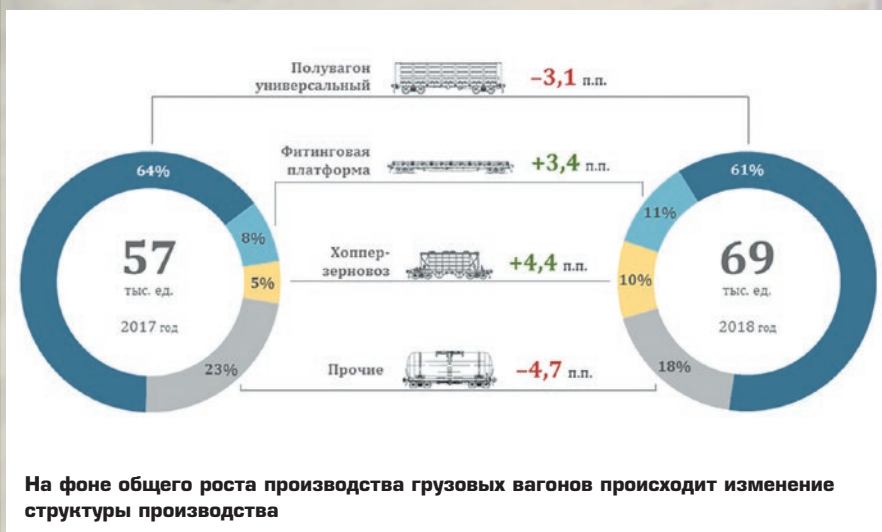 Полувагон
универсальный
–3,1 п.п.
Фитинговая
платформа
+3,4 п.п.
Хоппер-
зерновоз
+4,4 п.п.
Прочие
–4,7 п.п.
64%
8%
5%
23%
57
тыс. ед.
2017 год
61%
11%
10%
18%
69
тыс. ед.
2018 год
На фоне общего роста производства грузовых вагонов происходит изменение
структуры производства